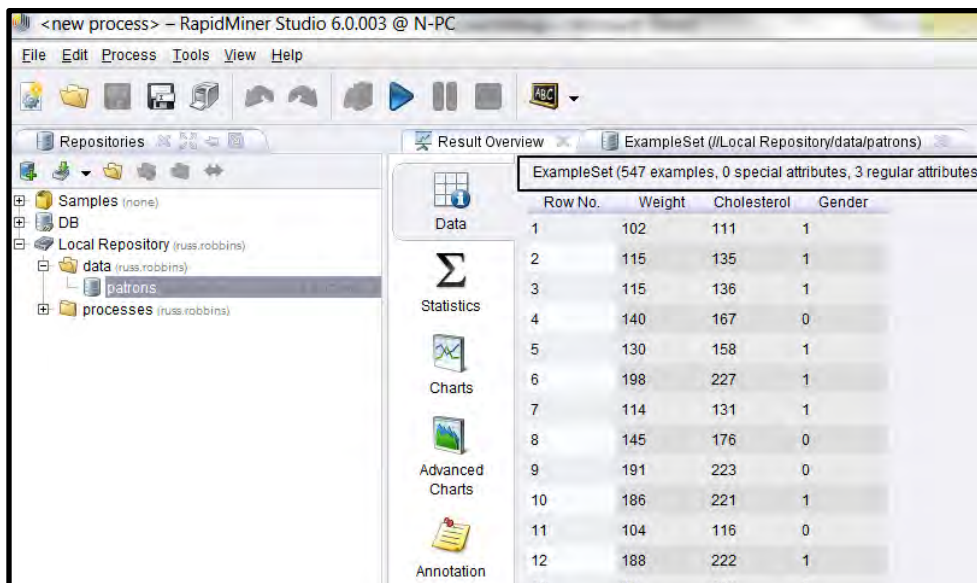 <new process> – RapidMiner Studio 6.0.003 @ N-PC
File Edit Process Tools View Help
ABC
Repositories
Result Overview
ExampleSet (//Local Repository/data/patrons)
Samples (none)
DB
Local Repository (russ.robbins)
data (russ.robbins)
patrons
processes (russ.robbins)
Data
Statistics
Charts
Advanced
Charts
Annotation
ExampleSet (547 examples, 0 special attributes, 3 regular attributes
Row No. Weight Cholesterol Gender
1 102 111 1
2 115 135 1
3 115 136 1
4 140 167 0
5 130 158 1
6 198 227 1
7 114 131 1
8 145 176 0
9 191 223 0
10 186 221 1
11 104 116 0
12 188 222 1